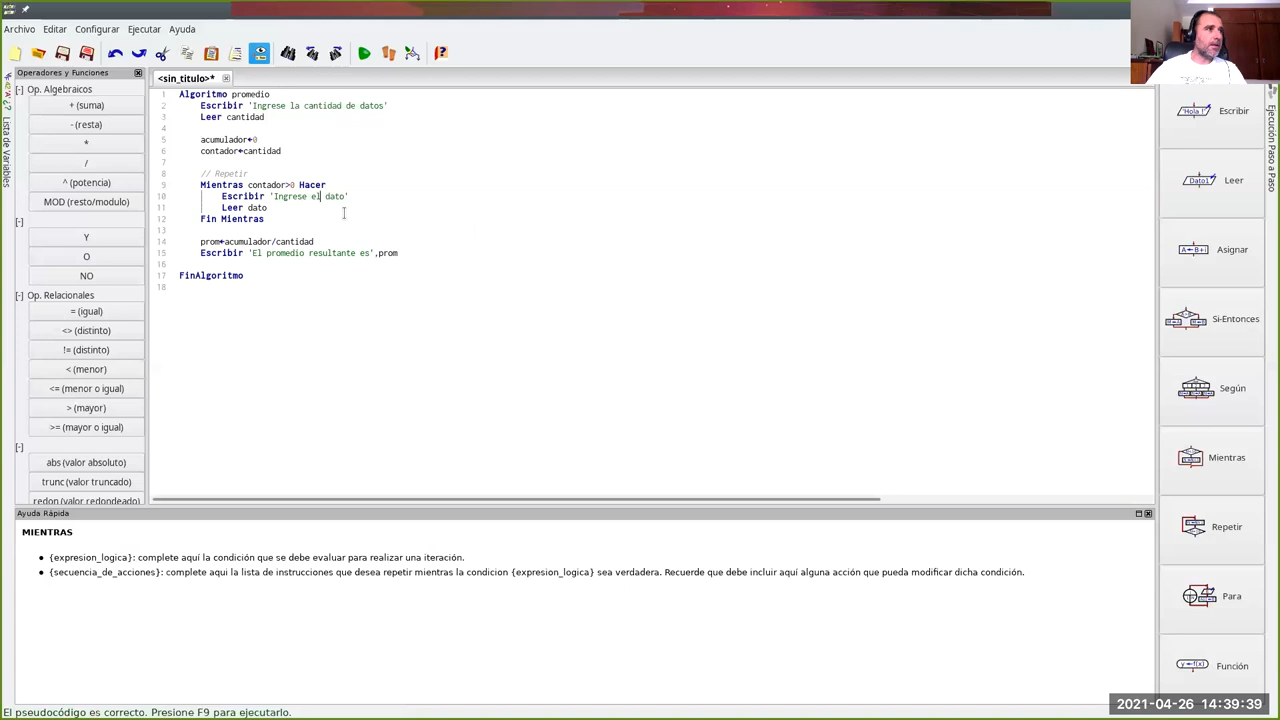 Archivo Editar Configurar Ejecutar Ayuda
Operadores y Funciones
<sin_titulo>*
Lista de Variables
Ejecución Paso a Paso
[-] Op. Algebraicos
+ (suma)
- (resta)
*
/
^ (potencia)
MOD (resto/modulo)
[-]
Y
O
NO
[-] Op. Relacionales
= (igual)
<> (distinto)
!= (distinto)
< (menor)
<= (menor o igual)
> (mayor)
>= (mayor o igual)
[-]
abs (valor absoluto)
trunc (valor truncado)
redon (valor redondeado)
1 Algoritmo promedio
2 Escribir 'Ingrese la cantidad de datos'
3 Leer cantidad
4
5 acumulador←0
6 contador←cantidad
7
8 // Repetir
9 Mientras contador>0 Hacer
10 Escribir 'Ingrese el dato'
11 Leer dato
12 Fin Mientras
13
14 prom←acumulador/cantidad
15 Escribir 'El promedio resultante es',prom
16
17 FinAlgoritmo
18
'Hola !' Escribir
Dato1 Leer
A←B+1 Asignar
Si-Entonces
Según
Mientras
Repetir
Para
y←f(x) Función
Ayuda Rápida
MIENTRAS
• {expresion_logica}: complete aquí la condición que se debe evaluar para realizar una iteración.
• {secuencia_de_acciones}: complete aqui la lista de instrucciones que desea repetir mientras la condicion {expresion_logica} sea verdadera. Recuerde que debe incluir aquí alguna acción que pueda modificar dicha condición.
El pseudocódigo es correcto. Presione F9 para ejecutarlo.
2021-04-26 14:39:39